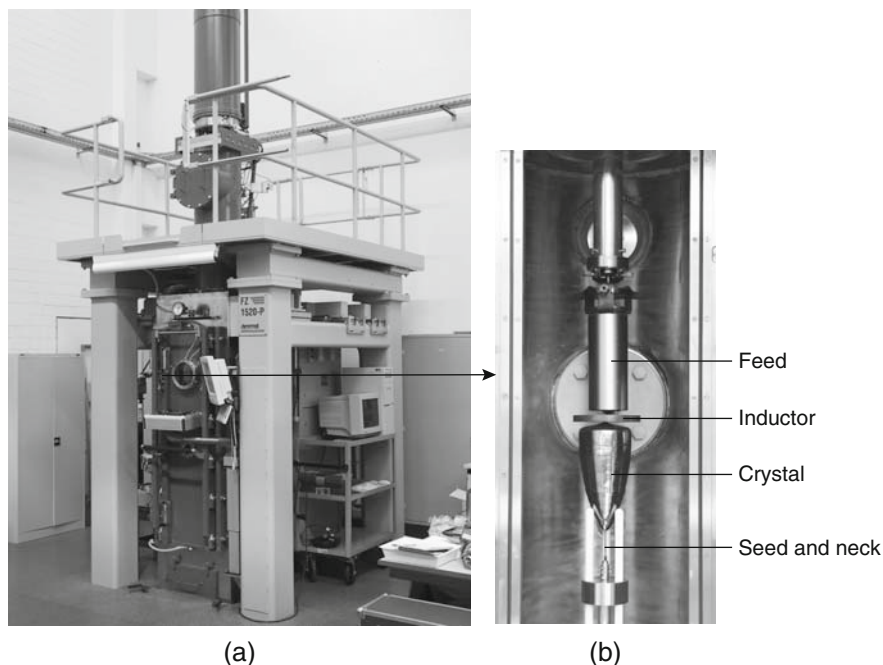 FZ
1520-P
Feed
Inductor
Crystal
Seed and neck
(a)
(b)